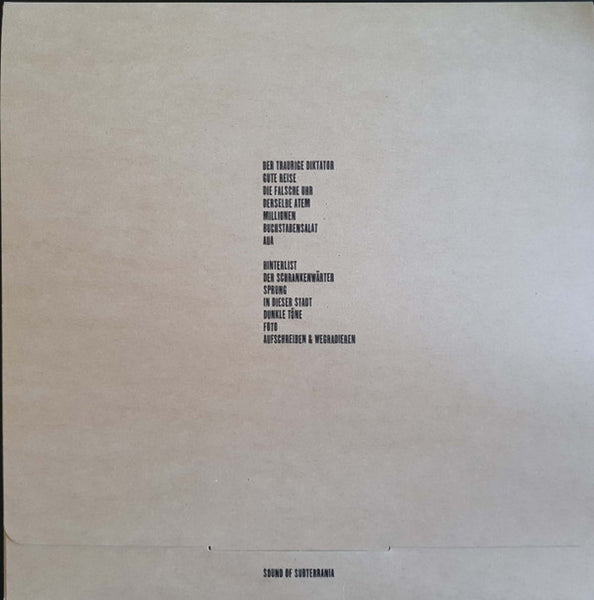 DER TRAURIGE DIKTATOR
GUTE REISE
DIE FALSCHE UHR
DERSELBE ATEM
MILLIONEN
BUCHSTABENSALAT
AUA
HINTERLIST
DER SCHRANKENWÄRTER
SPRUNG
IN DIESER STADT
DUNKLE TÖNE
FOTO
AUFSCHREIBEN & WEGRADIEREN
SOUND OF SUBTERRANIA